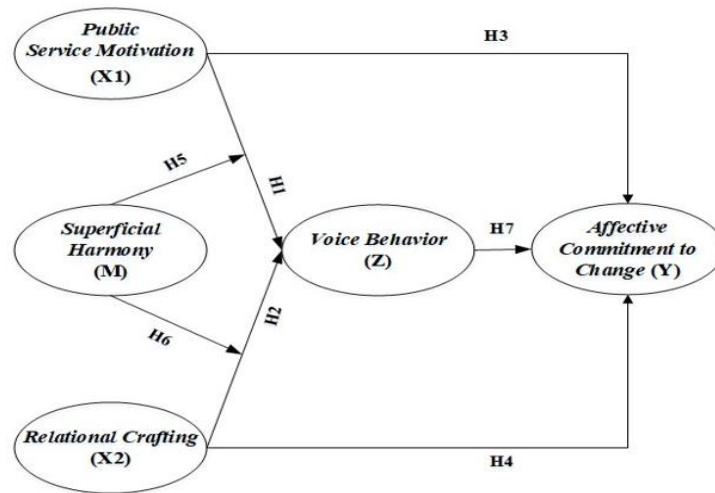 Public
Service Motivation
(X1)
H3
H5
H1
Superficial
Harmony
(M)
Voice Behavior
(Z)
H7
Affective
Commitment to
Change (Y)
H6
H2
Relational Crafting
(X2)
H4